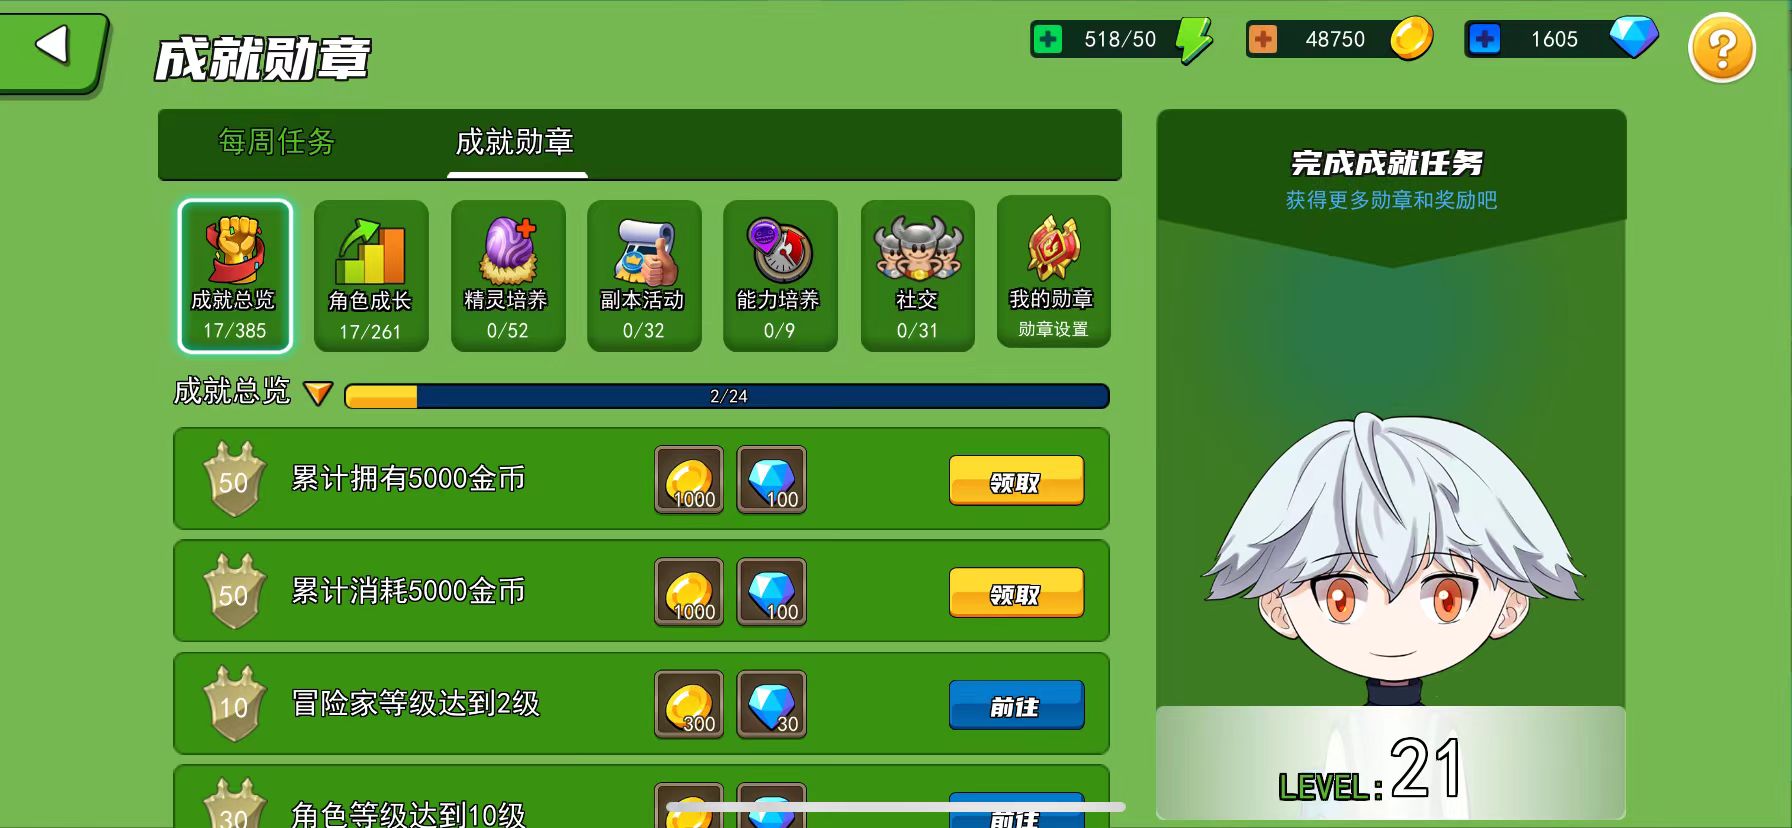 成就勋章
518/50
48750
1605
?
每周任务
成就勋章
成就总览
17/385
角色成长
17/261
精灵培养
0/52
副本活动
0/32
能力培养
0/9
社交
0/31
我的勋章
勋章设置
成就总览
2/24
50
累计拥有5000金币
1000
100
领取
50
累计消耗5000金币
1000
100
领取
10
冒险家等级达到2级
300
30
前往
30
角色等级达到10级
前往
完成成就任务
获得更多勋章和奖励吧
LEVEL:21